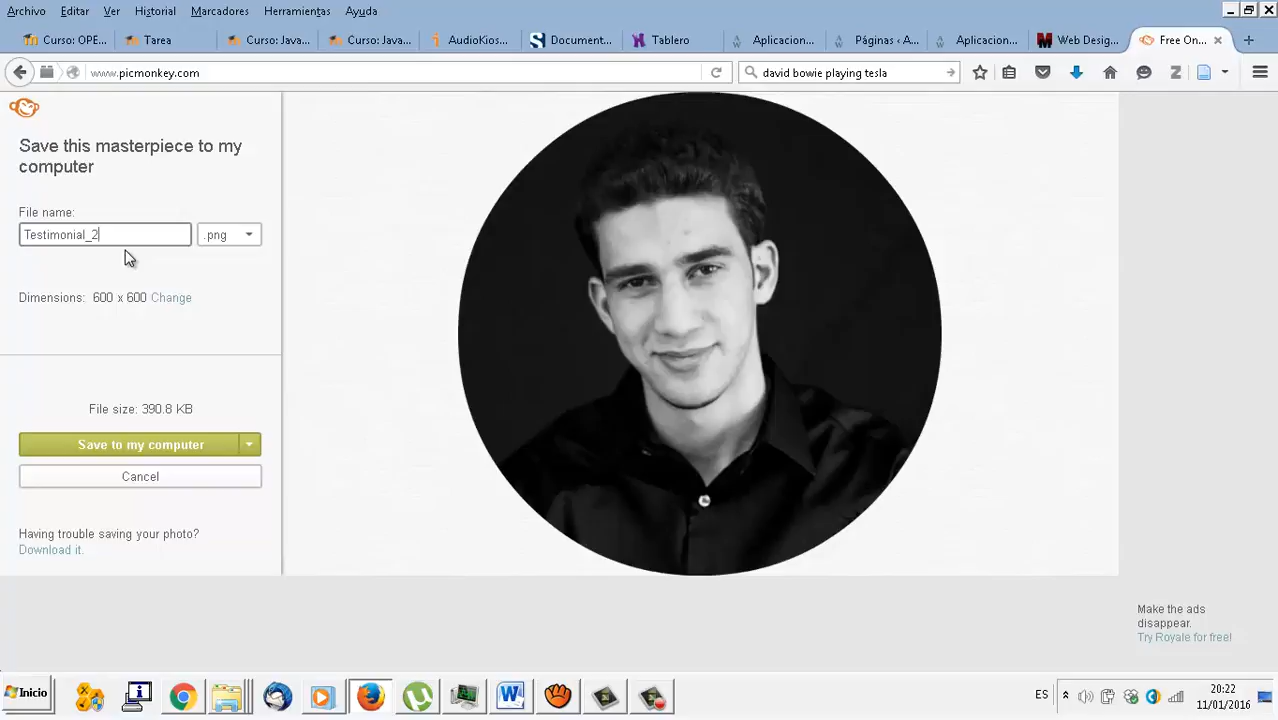 Archivo Editar Ver Historial Marcadores Herramientas Ayuda
Curso: OPE... Tarea Curso: Java... Curso: Java... AudioKios... Document... Tablero Aplicacion... Páginas ‹ A... Aplicacion... Web Desig... Free On...
www.picmonkey.com
david bowie playing tesla
Save this masterpiece to my
computer
File name:
Testimonial_2 .png
Dimensions: 600 x 600 Change
File size: 390.8 KB
Save to my computer
Cancel
Having trouble saving your photo?
Download it.
Make the ads
disappear.
Try Royale for free!
Inicio
ES
20:22
11/01/2016